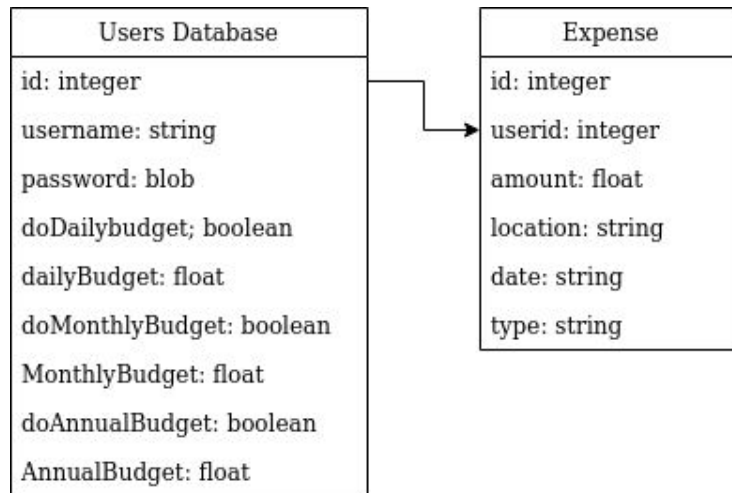 Users Database
id: integer
username: string
password: blob
doDailybudget; boolean
dailyBudget: float
doMonthlyBudget: boolean
MonthlyBudget: float
doAnnualBudget: boolean
AnnualBudget: float
Expense
id: integer
userid: integer
amount: float
location: string
date: string
type: string